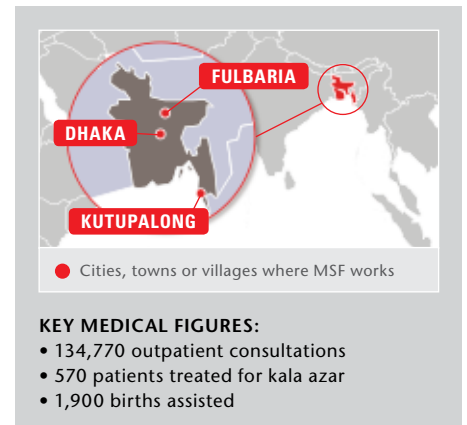 FULBARIA
DHAKA
KUTUPALONG
Cities, towns or villages where MSF works
KEY MEDICAL FIGURES:
• 134,770 outpatient consultations
• 570 patients treated for kala azar
• 1,900 births assisted